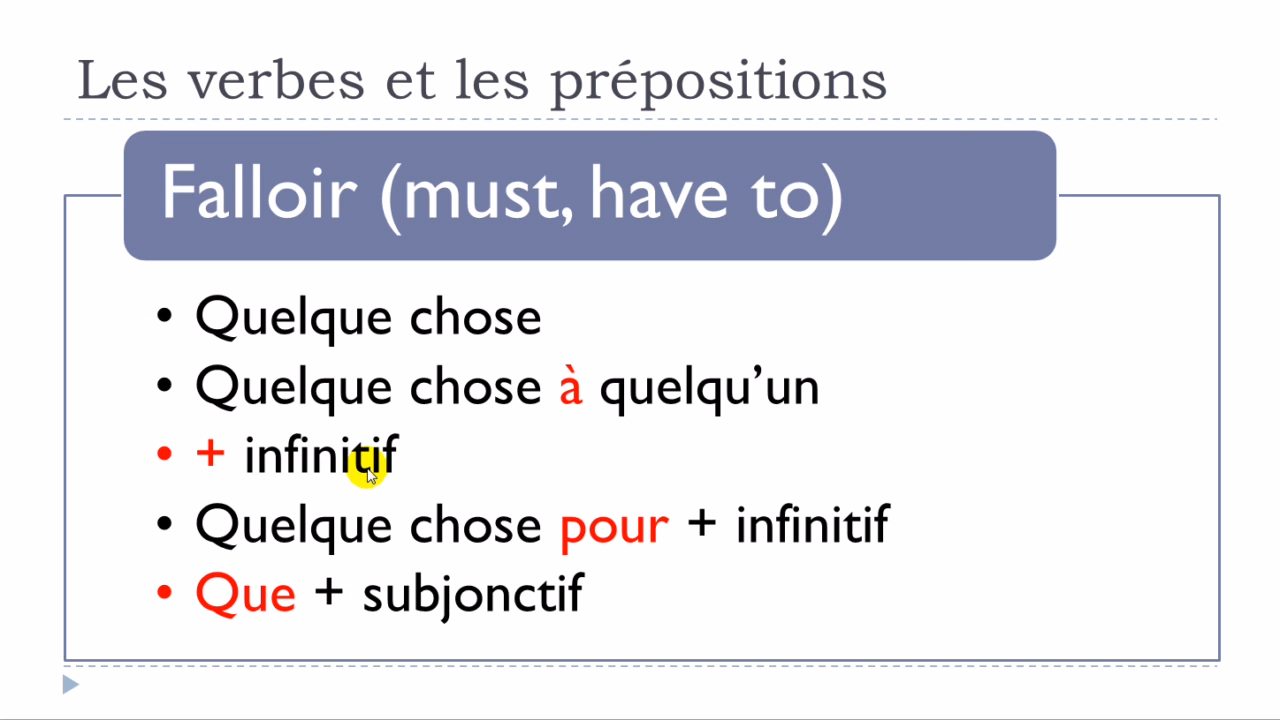 Les verbes et les prépositions
Falloir (must, have to)
• Quelque chose
• Quelque chose à quelqu’un
• + infinitif
• Quelque chose pour + infinitif
• Que + subjonctif